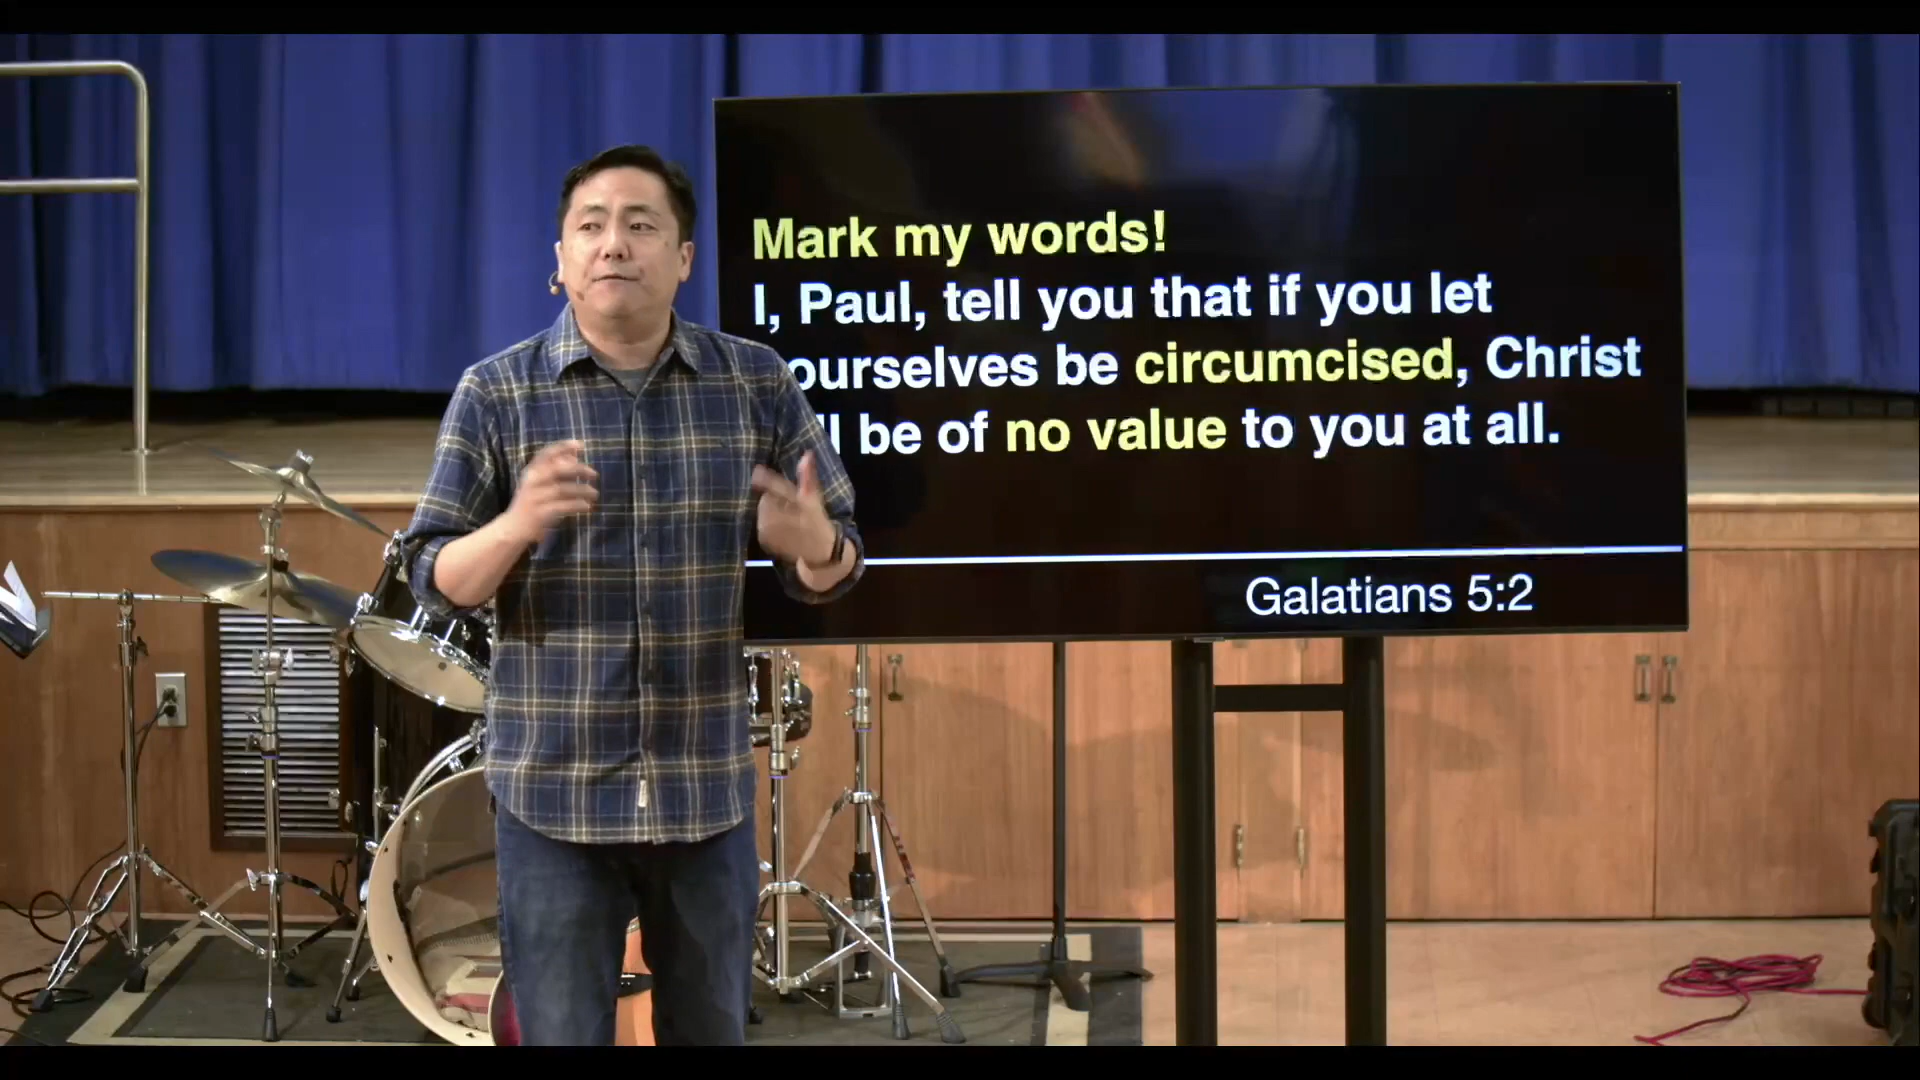 Mark my words!
I, Paul, tell you that if you let
ourselves be circumcised, Christ
ll be of no value to you at all.
Galatians 5:2